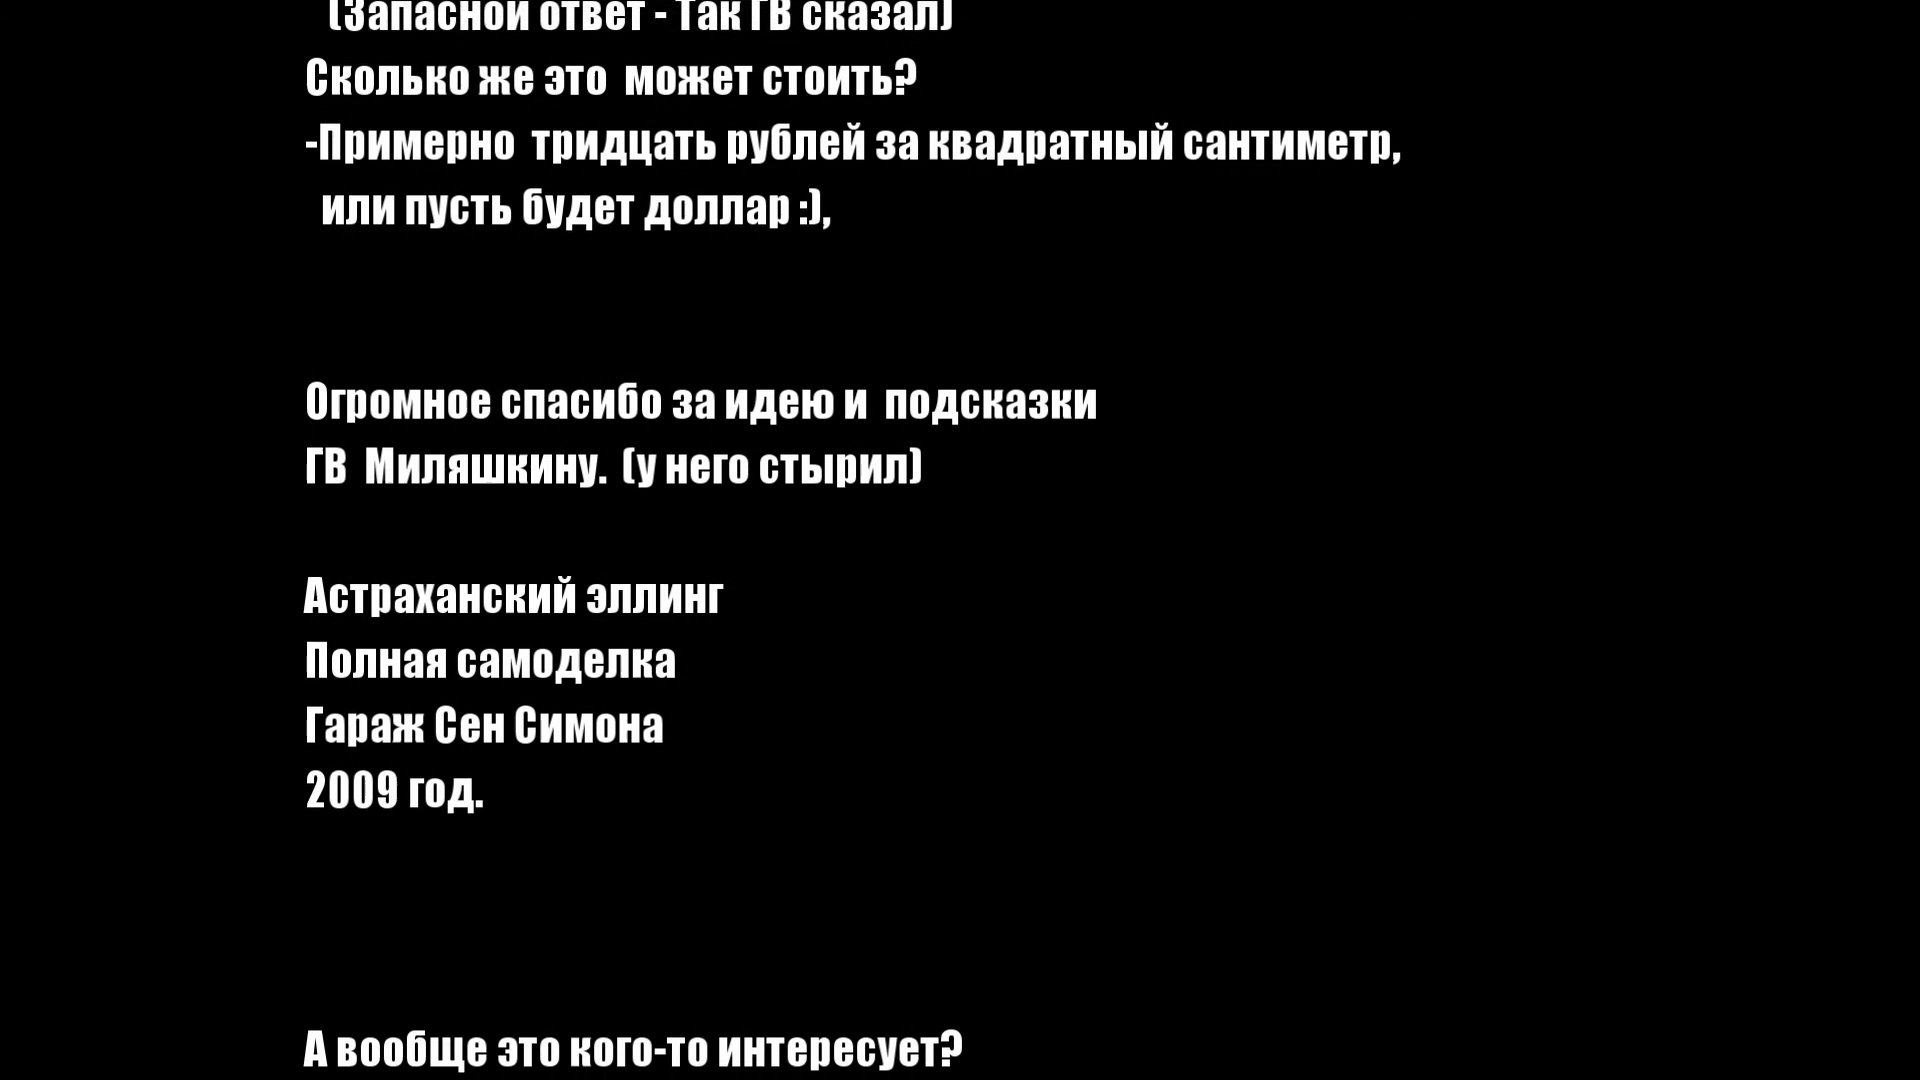 (Запасной ответ - Так ГВ сказал)
Сколько же это может стоить?
-Примерно тридцать рублей за квадратный сантиметр,
или пусть будет доллар :),
Огромное спасибо за идею и подсказки
ГВ Миляшкину. (у него стырил)
Астраханский эллинг
Полная самоделка
Гараж Сен Симона
2009 год.
А вообще это кого-то интересует?